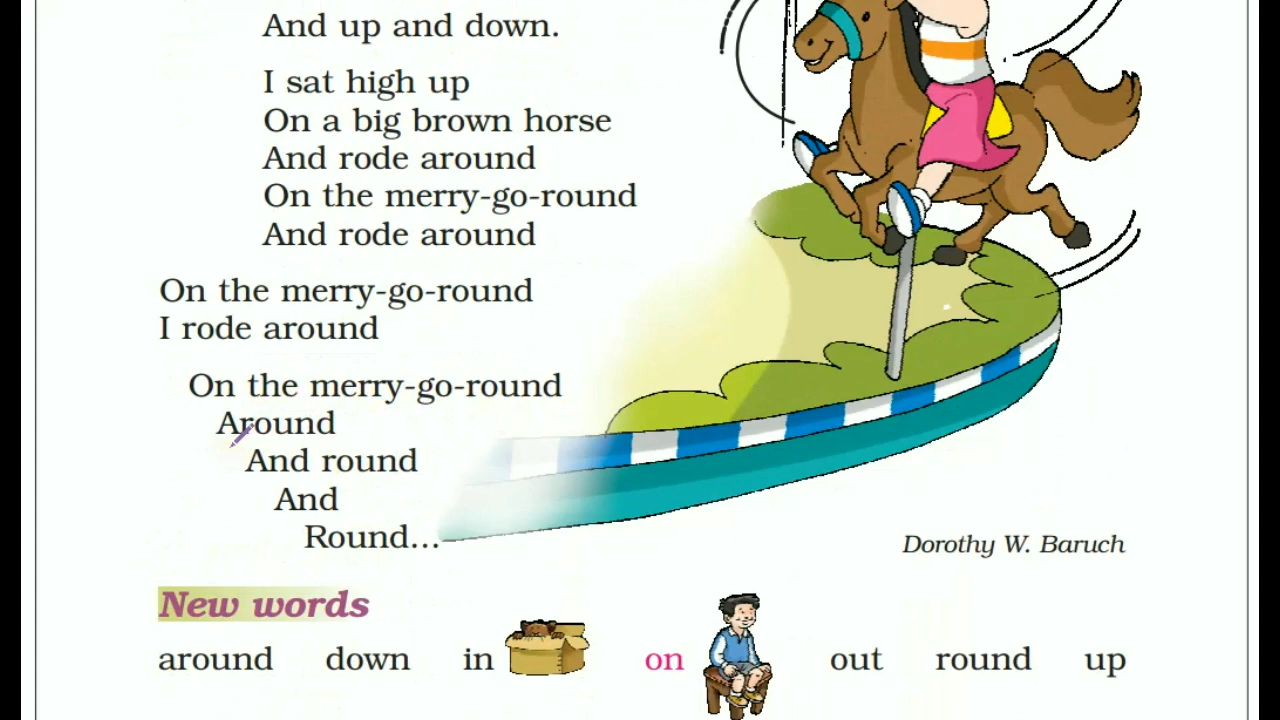 And up and down.
I sat high up
On a big brown horse
And rode around
On the merry-go-round
And rode around
On the merry-go-round
I rode around
On the merry-go-round
Around
And round
And
Round...
Dorothy W. Baruch
New words
around down in on out round up